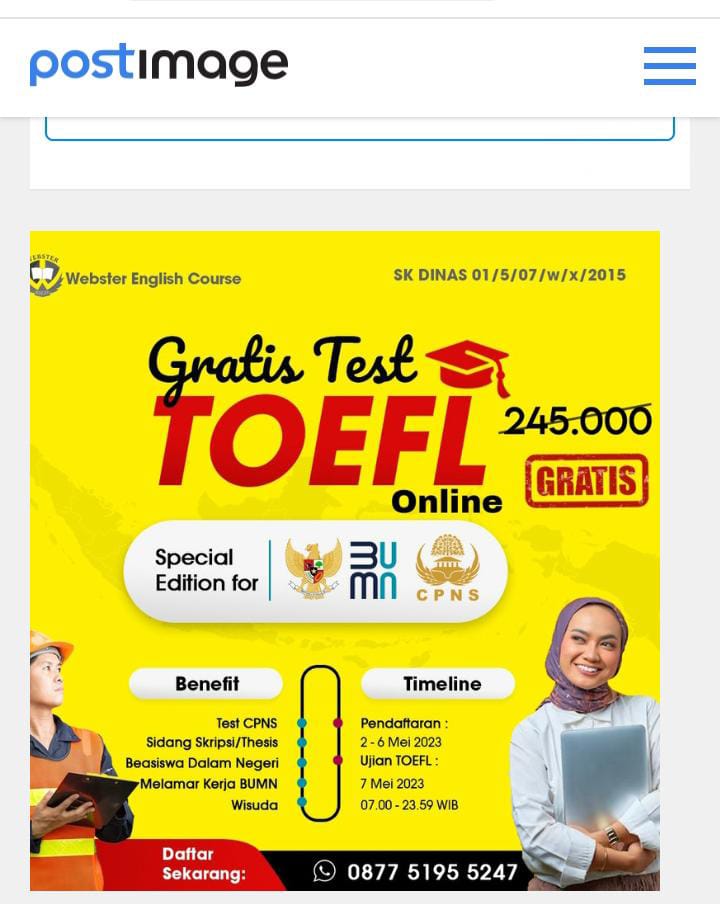 postimage
WEBSTER
Webster English Course
SK DINAS 01/5/07/w/x/2015
Gratis Test
TOEFL
Online
245.000
GRATIS
Special
Edition for
BUMN
CPNS
Benefit
Test CPNS
Sidang Skripsi/Thesis
Beasiswa Dalam Negeri
Melamar Kerja BUMN
Wisuda
Timeline
Pendaftaran :
2 - 6 Mei 2023
Ujian TOEFL :
7 Mei 2023
07.00 - 23.59 WIB
Daftar
Sekarang:
0877 5195 5247